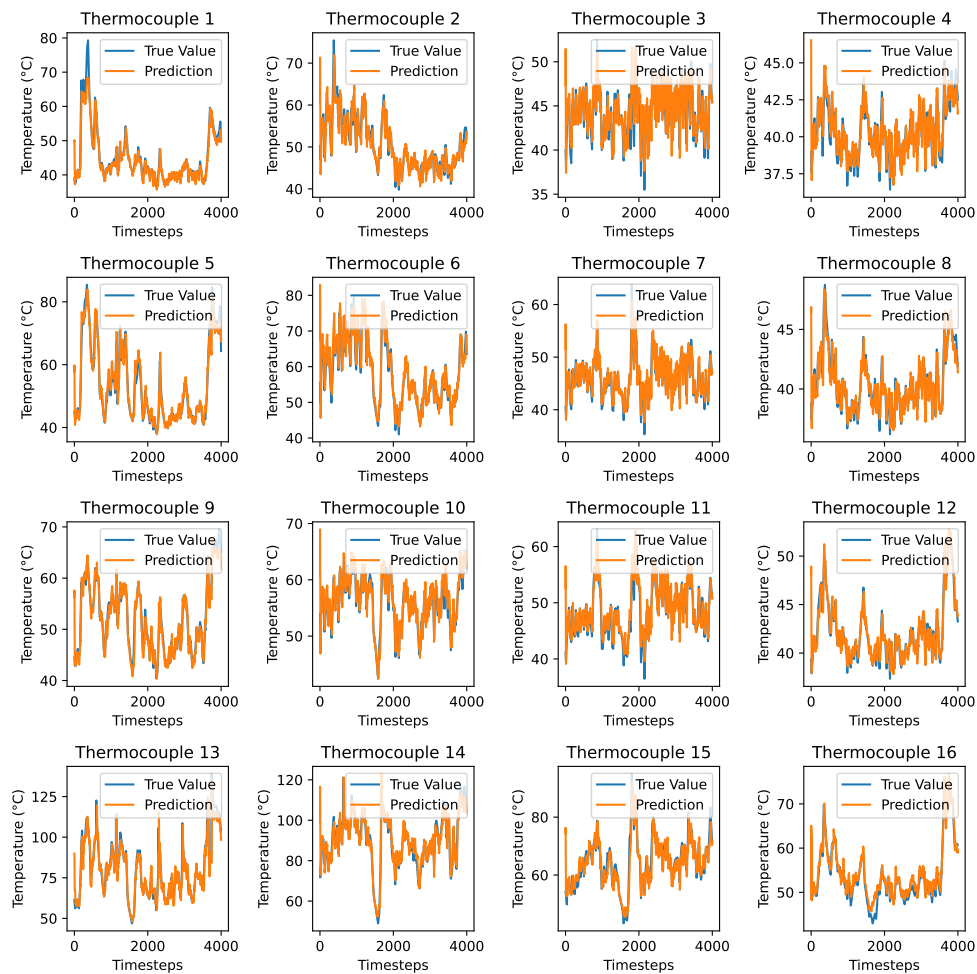 Thermocouple 1
True Value
Prediction
80
70
60
50
40
Temperature (°C)
0
2000
4000
Timesteps
Thermocouple 2
True Value
Prediction
70
60
50
40
Temperature (°C)
0
2000
4000
Timesteps
Thermocouple 3
True Value
Prediction
50
45
40
35
Temperature (°C)
0
2000
4000
Timesteps
Thermocouple 4
True Value
Prediction
45.0
42.5
40.0
37.5
Temperature (°C)
0
2000
4000
Timesteps
Thermocouple 5
True Value
Prediction
80
60
40
Temperature (°C)
0
2000
4000
Timesteps
Thermocouple 6
True Value
Prediction
80
70
60
50
40
Temperature (°C)
0
2000
4000
Timesteps
Thermocouple 7
True Value
Prediction
60
50
40
Temperature (°C)
0
2000
4000
Timesteps
Thermocouple 8
True Value
Prediction
45
40
Temperature (°C)
0
2000
4000
Timesteps
Thermocouple 9
True Value
Prediction
70
60
50
40
Temperature (°C)
0
2000
4000
Timesteps
Thermocouple 10
True Value
Prediction
70
60
50
Temperature (°C)
0
2000
4000
Timesteps
Thermocouple 11
True Value
Prediction
60
50
40
Temperature (°C)
0
2000
4000
Timesteps
Thermocouple 12
True Value
Prediction
50
45
40
Temperature (°C)
0
2000
4000
Timesteps
Thermocouple 13
True Value
Prediction
125
100
75
50
Temperature (°C)
0
2000
4000
Timesteps
Thermocouple 14
True Value
Prediction
120
100
80
60
Temperature (°C)
0
2000
4000
Timesteps
Thermocouple 15
True Value
Prediction
80
60
Temperature (°C)
0
2000
4000
Timesteps
Thermocouple 16
True Value
Prediction
70
60
50
Temperature (°C)
0
2000
4000
Timesteps